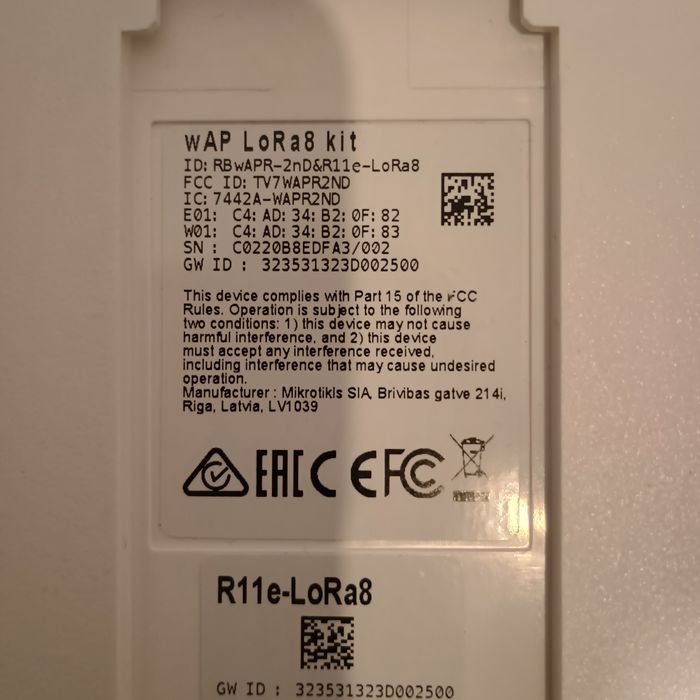 wAP LoRa8 kit
ID: RBwAPR-2nD&R11e-LoRa8
FCC ID: TV7WAPR2ND
IC: 7442A-WAPR2ND
E01: C4: AD: 34: B2: 0F: 82
W01: C4: AD: 34: B2: 0F: 83
SN : C0220B8EDFA3/002
GW ID : 323531323D002500
This device complies with Part 15 of the FCC
Rules. Operation is subject to the following
two conditions: 1) this device may not cause
harmful interference, and 2) this device
must accept any interference received,
including interference that may cause undesired
operation.
Manufacturer : Mikrotikls SIA, Brivibas gatve 214i,
Riga, Latvia, LV1039
EAC CE FC
R11e-LoRa8
GW ID : 323531323D002500